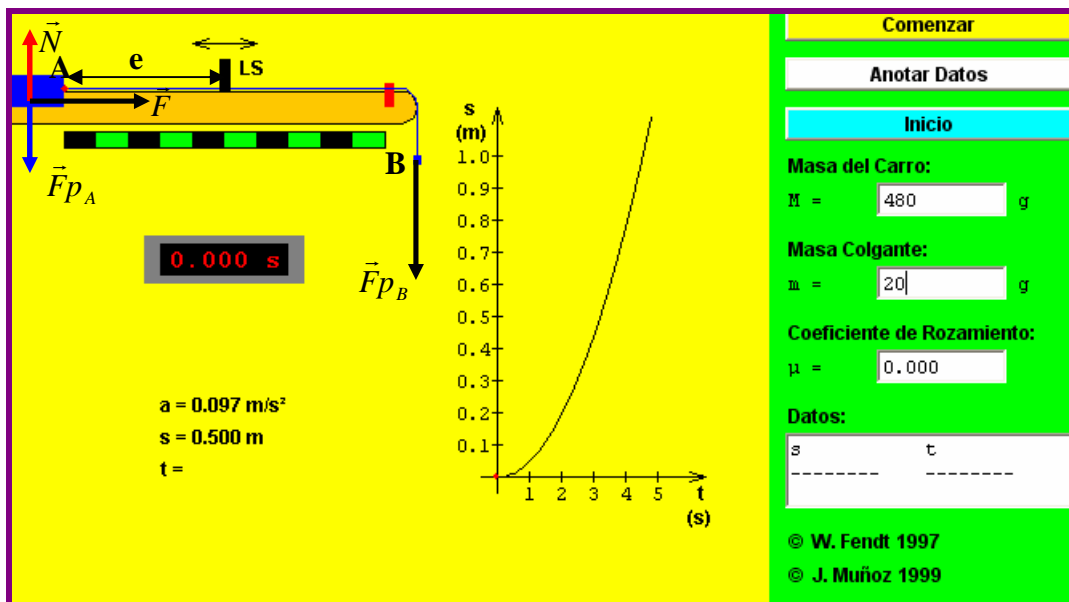 N⃗
A
e
LS
F⃗
F⃗p_A
B
F⃗p_B
0.000 s
a = 0.097 m/s²
s = 0.500 m
t =
s
(m)
1.0
0.9
0.8
0.7
0.6
0.5
0.4
0.3
0.2
0.1
1 2 3 4 5 t
(s)
Comenzar
Anotar Datos
Inicio
Masa del Carro:
M = 480 g
Masa Colgante:
m = 20 g
Coeficiente de Rozamiento:
μ = 0.000
Datos:
s t
-------- --------
© W. Fendt 1997
© J. Muñoz 1999